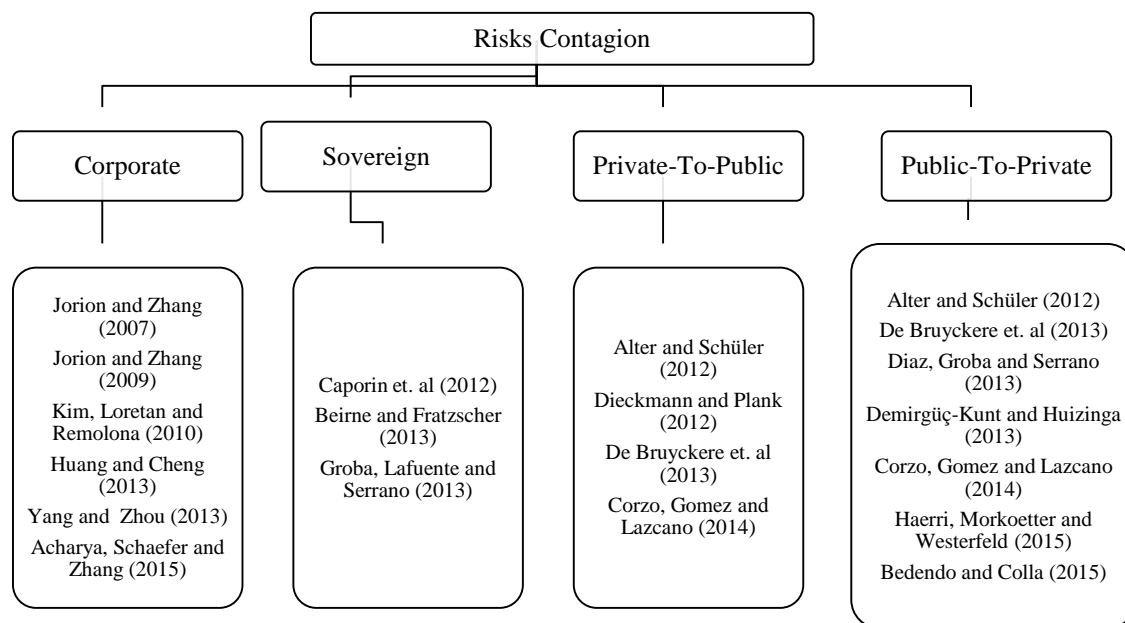 Risks Contagion
Corporate
Sovereign
Private-To-Public
Public-To-Private
Jorion and Zhang
(2007)
Jorion and Zhang
(2009)
Kim, Loretan and
Remolona (2010)
Huang and Cheng
(2013)
Yang and  Zhou (2013)
Acharya, Schaefer and
Zhang (2015)
Caporin et. al (2012)
Beirne and Fratzscher
(2013)
Groba, Lafuente and
Serrano (2013)
Alter and Schüler
(2012)
Dieckmann and Plank
(2012)
De Bruyckere et. al
(2013)
Corzo, Gomez and
Lazcano (2014)
Alter and Schüler (2012)
De Bruyckere et. al (2013)
Diaz, Groba and Serrano
(2013)
Demirgüç-Kunt and Huizinga
(2013)
Corzo, Gomez and Lazcano
(2014)
Haerri, Morkoetter and
Westerfeld (2015)
Bedendo and Colla (2015)